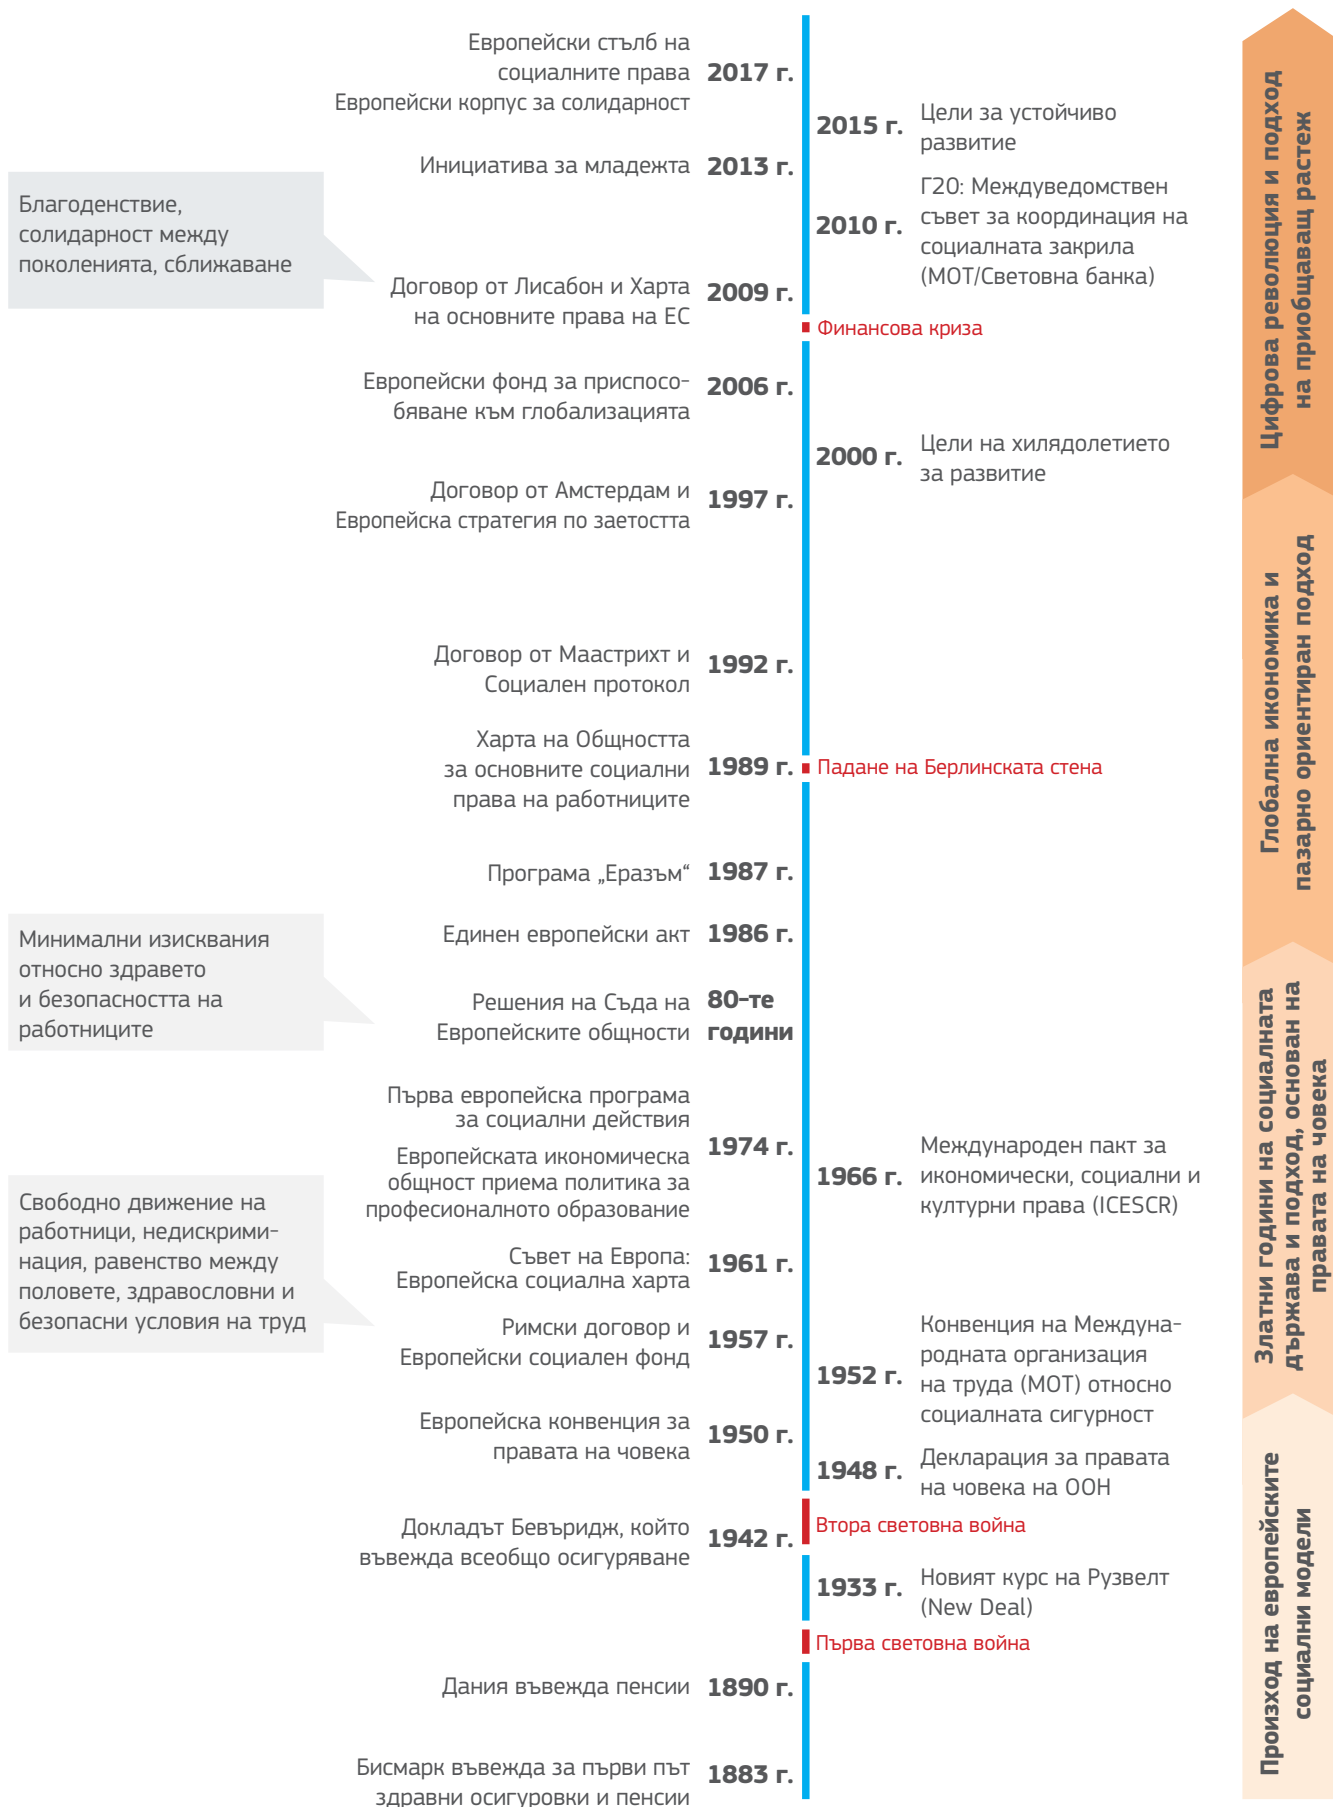 Европейски стълб на
социалните права
Европейски корпус за солидарност
2017 г.
2015 г.
Цели за устойчиво
развитие
Инициатива за младежта
2013 г.
Г20: Междуведомствен
съвет за координация на
социалната закрила
(МОТ/Световна банка)
2010 г.
Благоденствие,
солидарност между
поколенията, сближаване
Договор от Лисабон и Харта
на основните права на ЕС
2009 г.
Финансова криза
Европейски фонд за приспосо-
бяване към глобализацията
2006 г.
2000 г.
Цели на хилядолетието
за развитие
Договор от Амстердам и
Европейска стратегия по заетостта
1997 г.
Договор от Маастрихт и
Социален протокол
1992 г.
Харта на Общността
за основните социални
права на работниците
1989 г.
Падане на Берлинската стена
Програма „Еразъм“
1987 г.
Единен европейски акт
1986 г.
Минимални изисквания
относно здравето
и безопасността на
работниците
Решения на Съда на
Европейските общности
80-те
години
Първа европейска програма
за социални действия
Европейската икономическа
общност приема политика за
професионалното образование
1974 г.
1966 г.
Международен пакт за
икономически, социални и
културни права (ICESCR)
Свободно движение на
работници, недискрими-
нация, равенство между
половете, здравословни и
безопасни условия на труд
Съвет на Европа:
Европейска социална харта
1961 г.
Римски договор и
Европейски социален фонд
1957 г.
1952 г.
Конвенция на Междуна-
родната организация
на труда (МОТ) относно
социалната сигурност
Европейска конвенция за
правата на човека
1950 г.
1948 г.
Декларация за правата
на човека на ООН
Втора световна война
Докладът Бевъридж, който
въвежда всеобщо осигуряване
1942 г.
1933 г.
Новият курс на Рузвелт
(New Deal)
Първа световна война
Дания въвежда пенсии
1890 г.
Бисмарк въвежда за първи път
здравни осигуровки и пенсии
1883 г.
Цифрова революция и подход
на приобщаващ растеж
Глобална икономика и
пазарно ориентиран подход
Златни години на социалната
държава и подход, основан на
правата на човека
Произход на европейските
социални модели